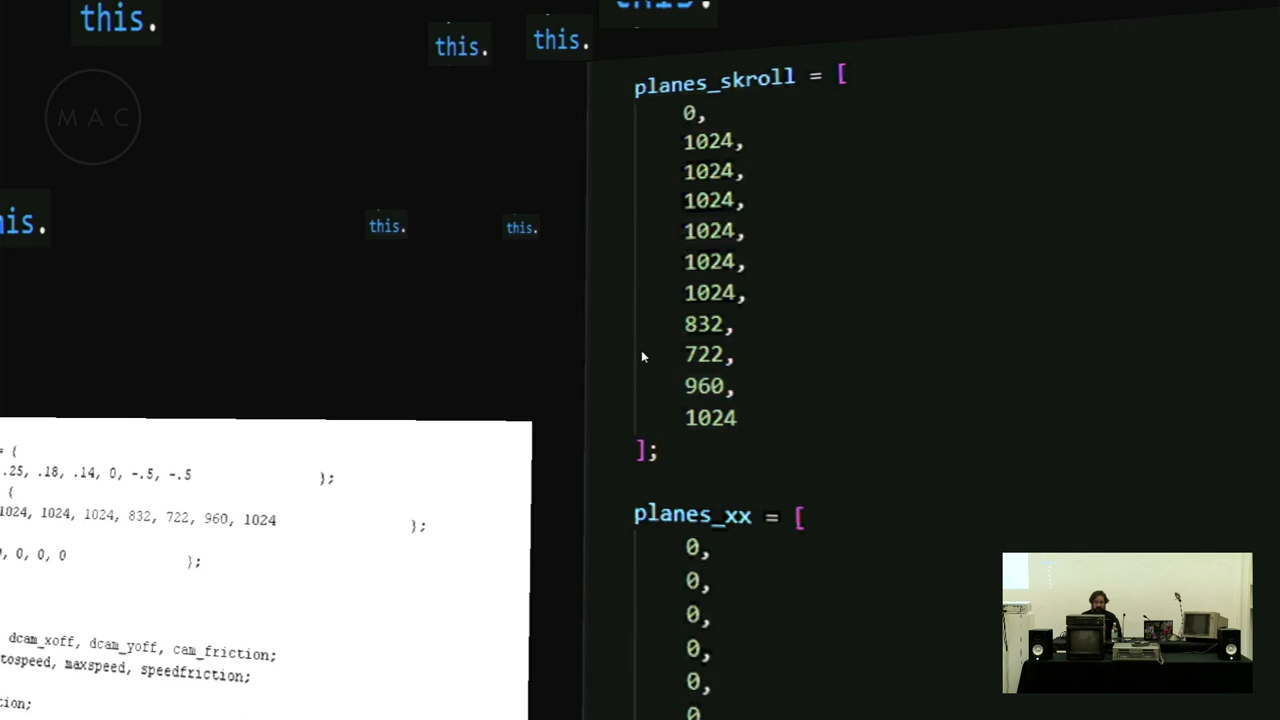 this.
this.
this.
this.
MAC
this.
this.
planes_skroll = [
0,
1024,
1024,
1024,
1024,
1024,
1024,
832,
722,
960,
1024
];
planes_xx = [
0,
0,
0,
0,
0,
0
= {
.25, .18, .14, 0, -.5, -.5 };
{
1024, 1024, 1024, 832, 722, 960, 1024 };
, 0, 0, 0 };
dcam_xoff, dcam_yoff, cam_friction;
tospeed, maxspeed, speedfriction;
tion;